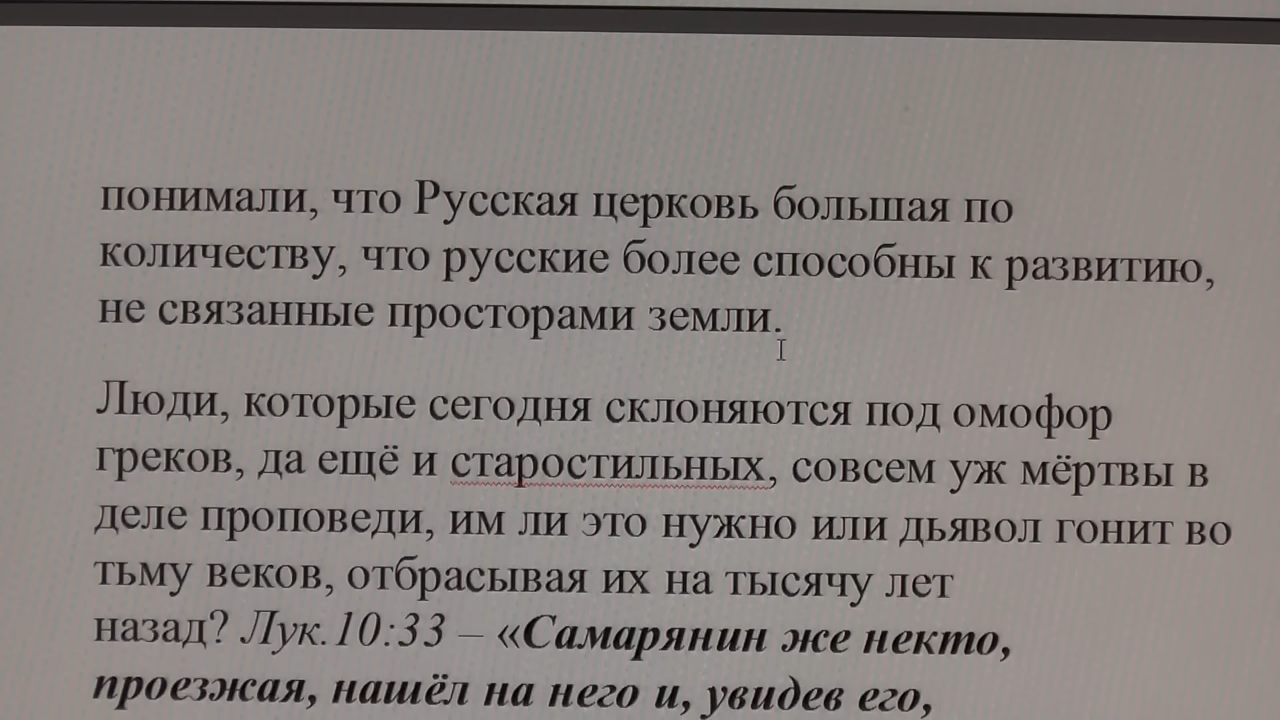 понимали, что Русская церковь большая по
количеству, что русские более способны к развитию,
не связанные просторами земли.
Люди, которые сегодня склоняются под омофор
греков, да ещё и старостильных, совсем уж мёртвы в
деле проповеди, им ли это нужно или дьявол гонит во
тьму веков, отбрасывая их на тысячу лет
назад? Лук.10:33 – «Самарянин же некто,
проезжая, нашёл на него и, увидев его,